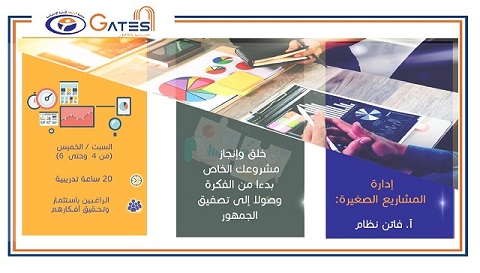 GATES
إدارة
المشاريع الصغيرة:
أ. فاتن نظام
خلق وإنجاز
مشروعك الخاص
بدءا من الفكرة
وصولا إلى تصفيق
الجمهور
السبت / الخميس
(من 4 وحتى 6)
20 ساعة تدريبية
الراغبين باستثمار
وتحقيق أفكارهم